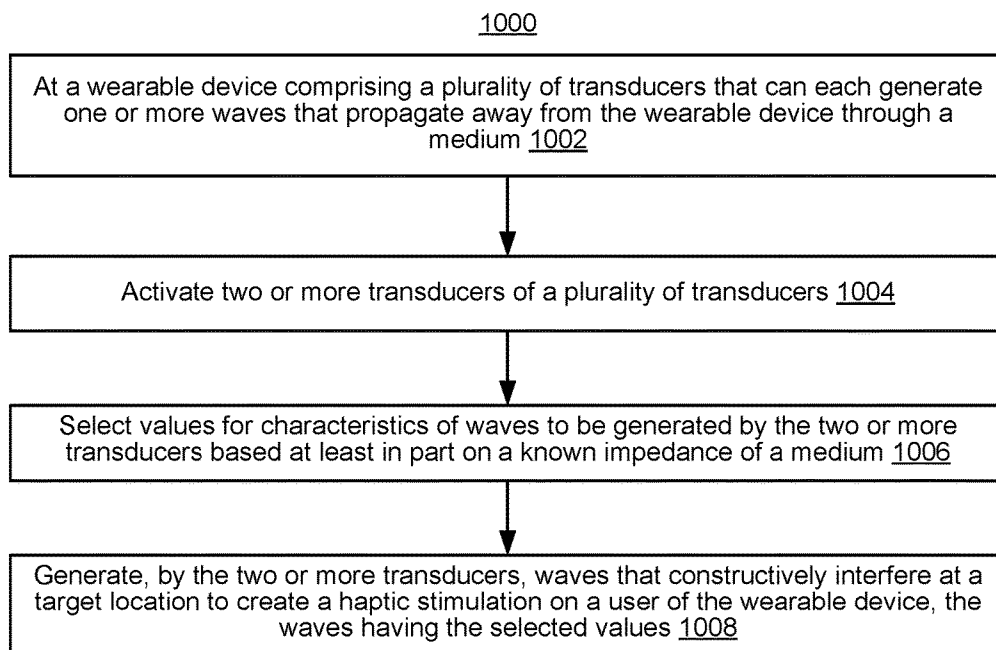 1000
At a wearable device comprising a plurality of transducers that can each generate
one or more waves that propagate away from the wearable device through a
medium 1002
Activate two or more transducers of a plurality of transducers 1004
Select values for characteristics of waves to be generated by the two or more
transducers based at least in part on a known impedance of a medium 1006
Generate, by the two or more transducers, waves that constructively interfere at a
target location to create a haptic stimulation on a user of the wearable device, the
waves having the selected values 1008